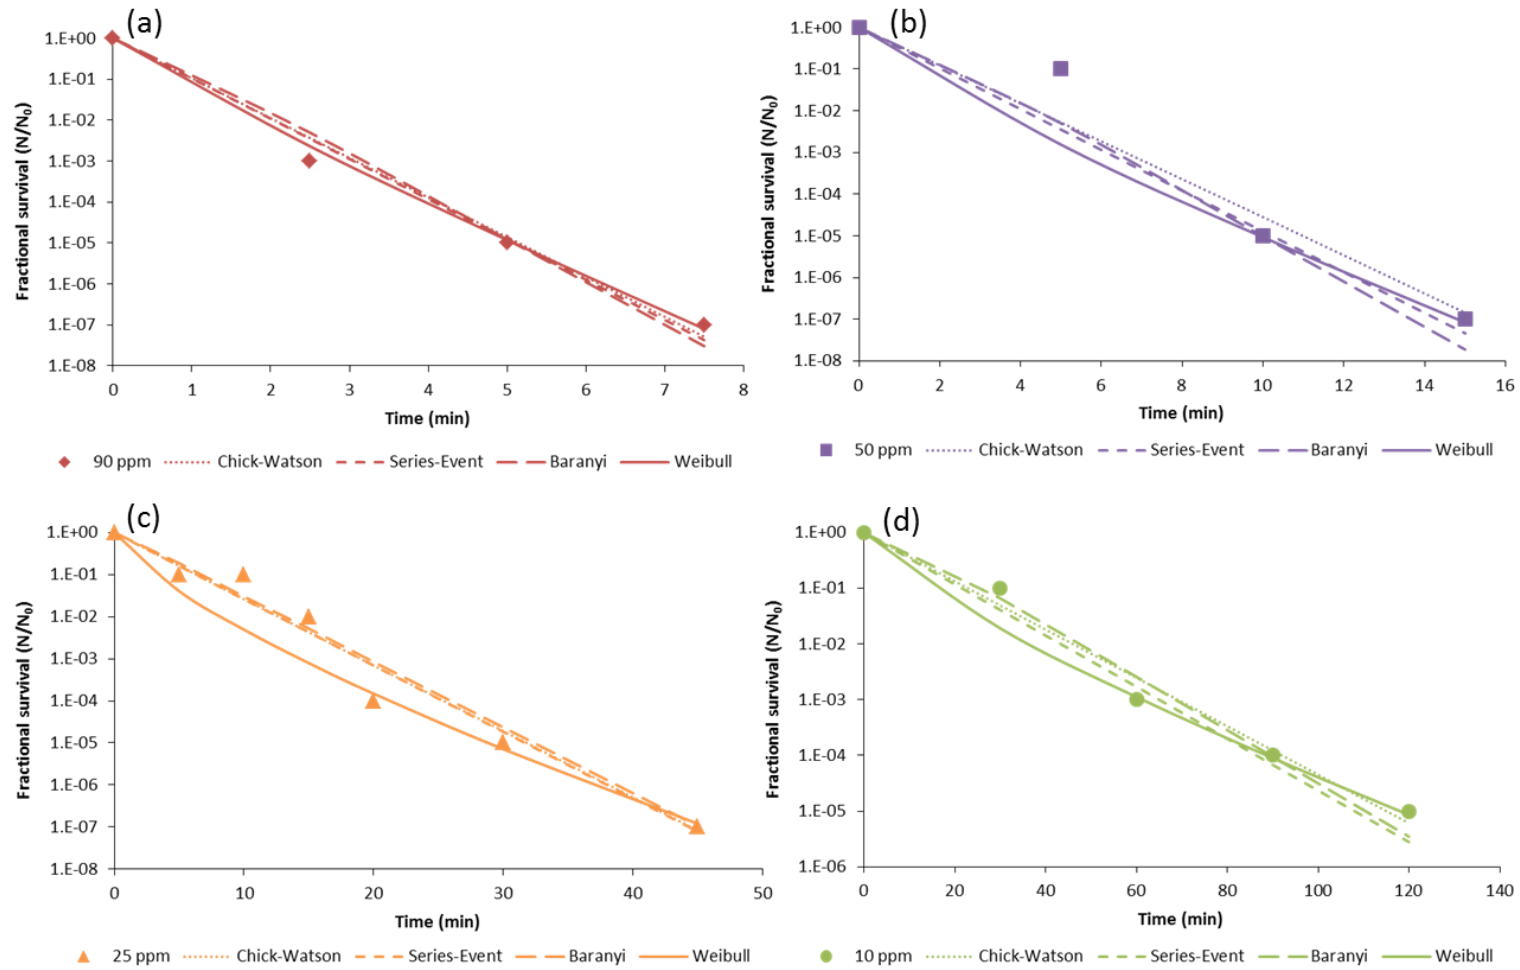 (a)
Fractional survival (N/N₀)
1.E+00
1.E-01
1.E-02
1.E-03
1.E-04
1.E-05
1.E-06
1.E-07
1.E-08
0 1 2 3 4 5 6 7 8
Time (min)
90 ppm Chick-Watson Series-Event Baranyi Weibull
(b)
Fractional survival (N/N₀)
1.E+00
1.E-01
1.E-02
1.E-03
1.E-04
1.E-05
1.E-06
1.E-07
1.E-08
0 2 4 6 8 10 12 14 16
Time (min)
50 ppm Chick-Watson Series-Event Baranyi Weibull
(c)
Fractional survival (N/N₀)
1.E+00
1.E-01
1.E-02
1.E-03
1.E-04
1.E-05
1.E-06
1.E-07
1.E-08
0 10 20 30 40 50
Time (min)
25 ppm Chick-Watson Series-Event Baranyi Weibull
(d)
Fractional survival (N/N₀)
1.E+00
1.E-01
1.E-02
1.E-03
1.E-04
1.E-05
1.E-06
0 20 40 60 80 100 120 140
Time (min)
10 ppm Chick-Watson Series-Event Baranyi Weibull